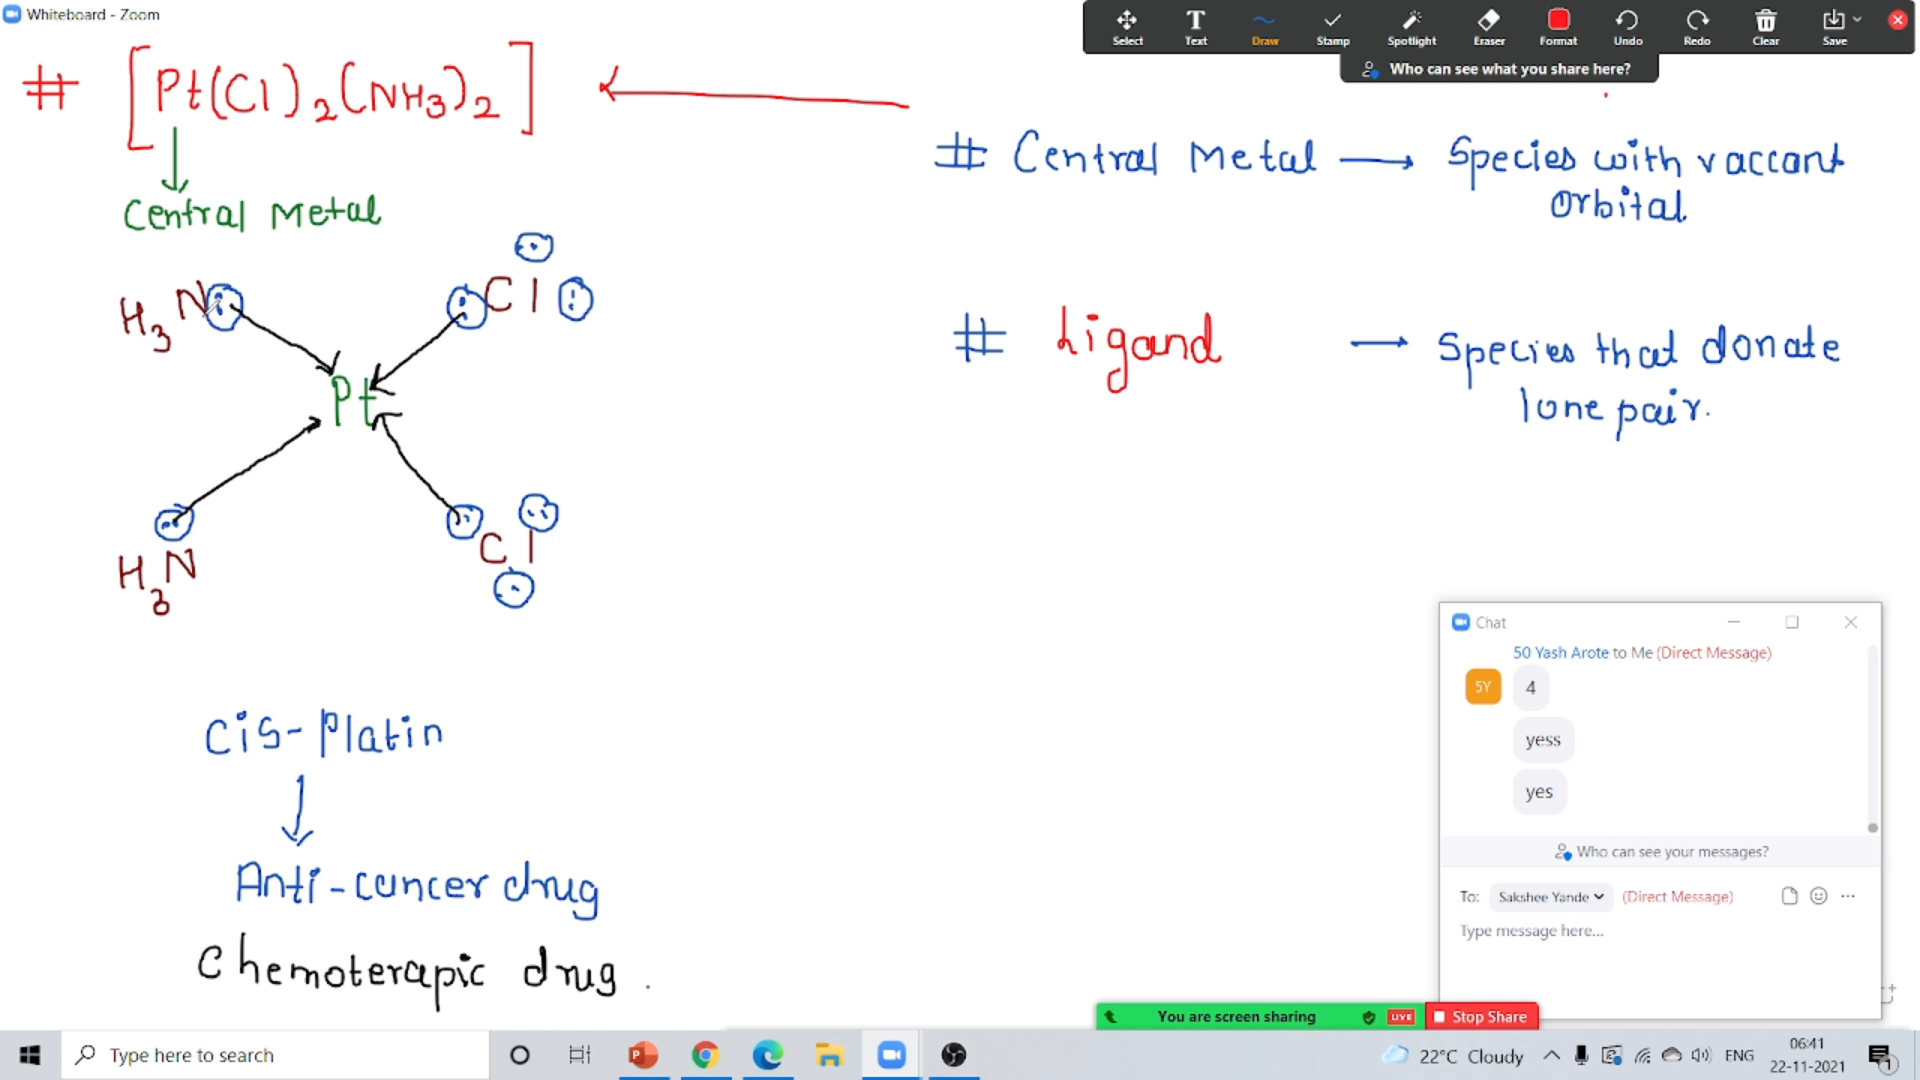 Whiteboard - Zoom
Select Text Draw Stamp Spotlight Eraser Format Undo Redo Clear Save
Who can see what you share here?
# [Pt(Cl)2(NH3)2]
Central Metal
# Central Metal → Species with vaccant
orbital
H3N Cl
Pt
H3N Cl
# Ligand → Species that donate
lone pair.
Cis-Platin
Anti-cancer drug
Chemoterapic drug.
Chat
50 Yash Arote to Me (Direct Message)
5Y 4
yess
yes
Who can see your messages?
To: Sakshee Yande (Direct Message)
Type message here...
You are screen sharing LIVE Stop Share
Type here to search
22°C Cloudy ENG 06:41
22-11-2021
1